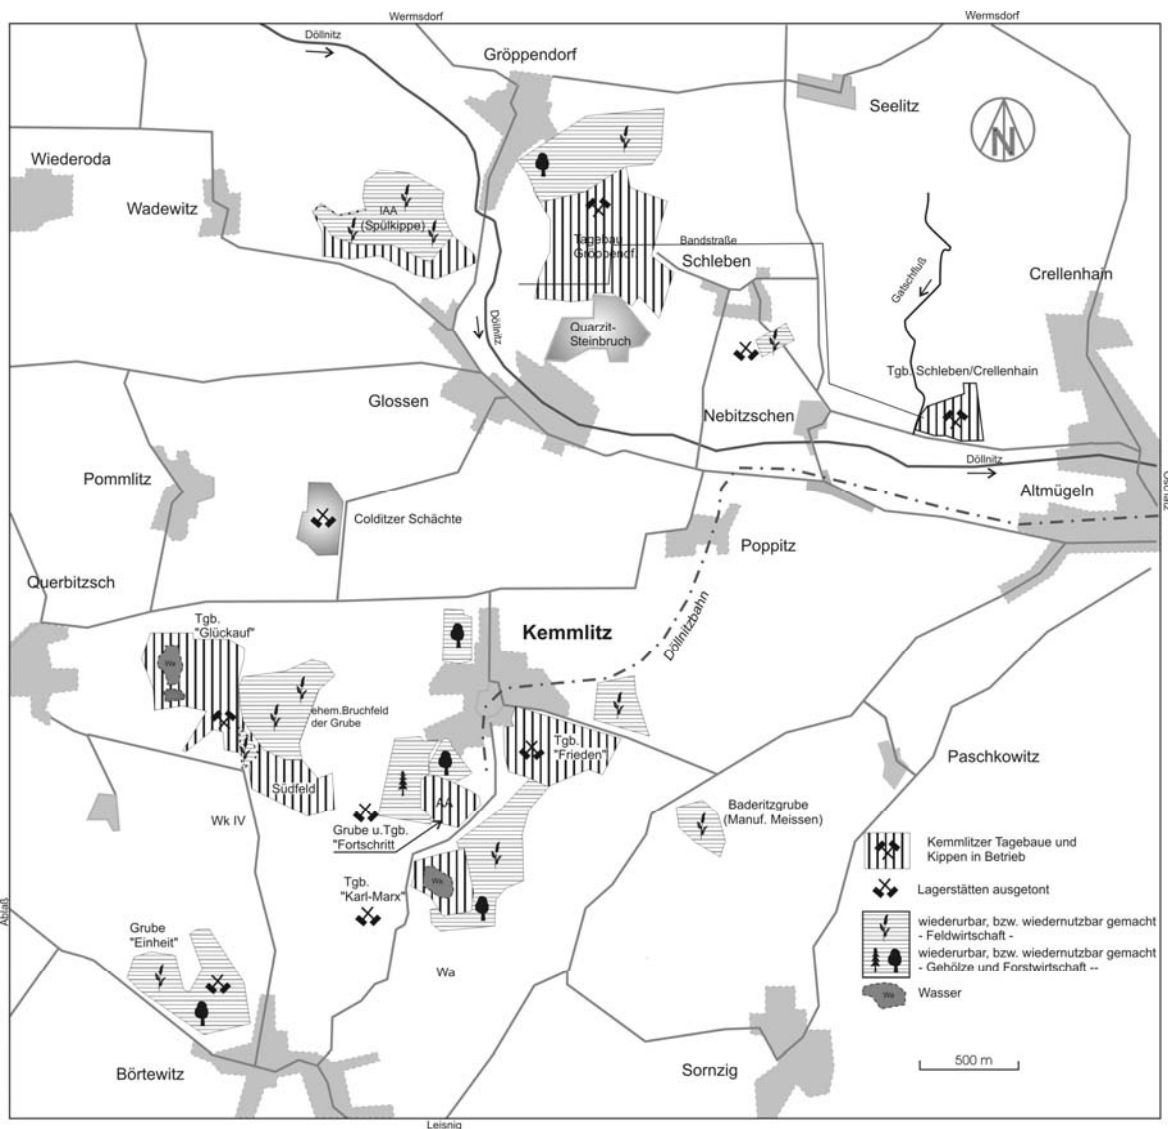 Wermsdorf
Wermsdorf
Döllnitz
Gröppendorf
Seelitz
N
Wiederoda
Wadewitz
IAA
(Spülkippe)
Tagebau
Gröppendf.
Bandstraße
Schleben
Gatschfluß
Crellenhain
Döllnitz
Quarzit-
Steinbruch
Tgb. Schleben/Crellenhain
Glossen
Nebitzschen
Döllnitz
Pommlitz
Altmügeln
Oschatz
Colditzer Schächte
Poppitz
Querbitzsch
Tgb.
"Glückauf"
Kemmlitz
Döllnitzbahn
Wa
ehem.Bruchfeld
der Grube
Tgb.
"Frieden"
Paschkowitz
Südfeld
AA
Wk IV
Grube u.Tgb.
"Fortschritt
Baderitzgrube
(Manuf. Meissen)
Kemmlitzer Tagebaue und
Kippen in Betrieb
Tgb.
"Karl-Marx"
Wa
Lagerstätten ausgetont
Ablaß
Grube
"Einheit"
wiederurbar, bzw. wiedernutzbar gemacht
- Feldwirtschaft -
wiederurbar, bzw. wiedernutzbar gemacht
- Gehölze und Forstwirtschaft --
Wa
Wa
Wasser
500 m
Börtewitz
Sornzig
Leisnig